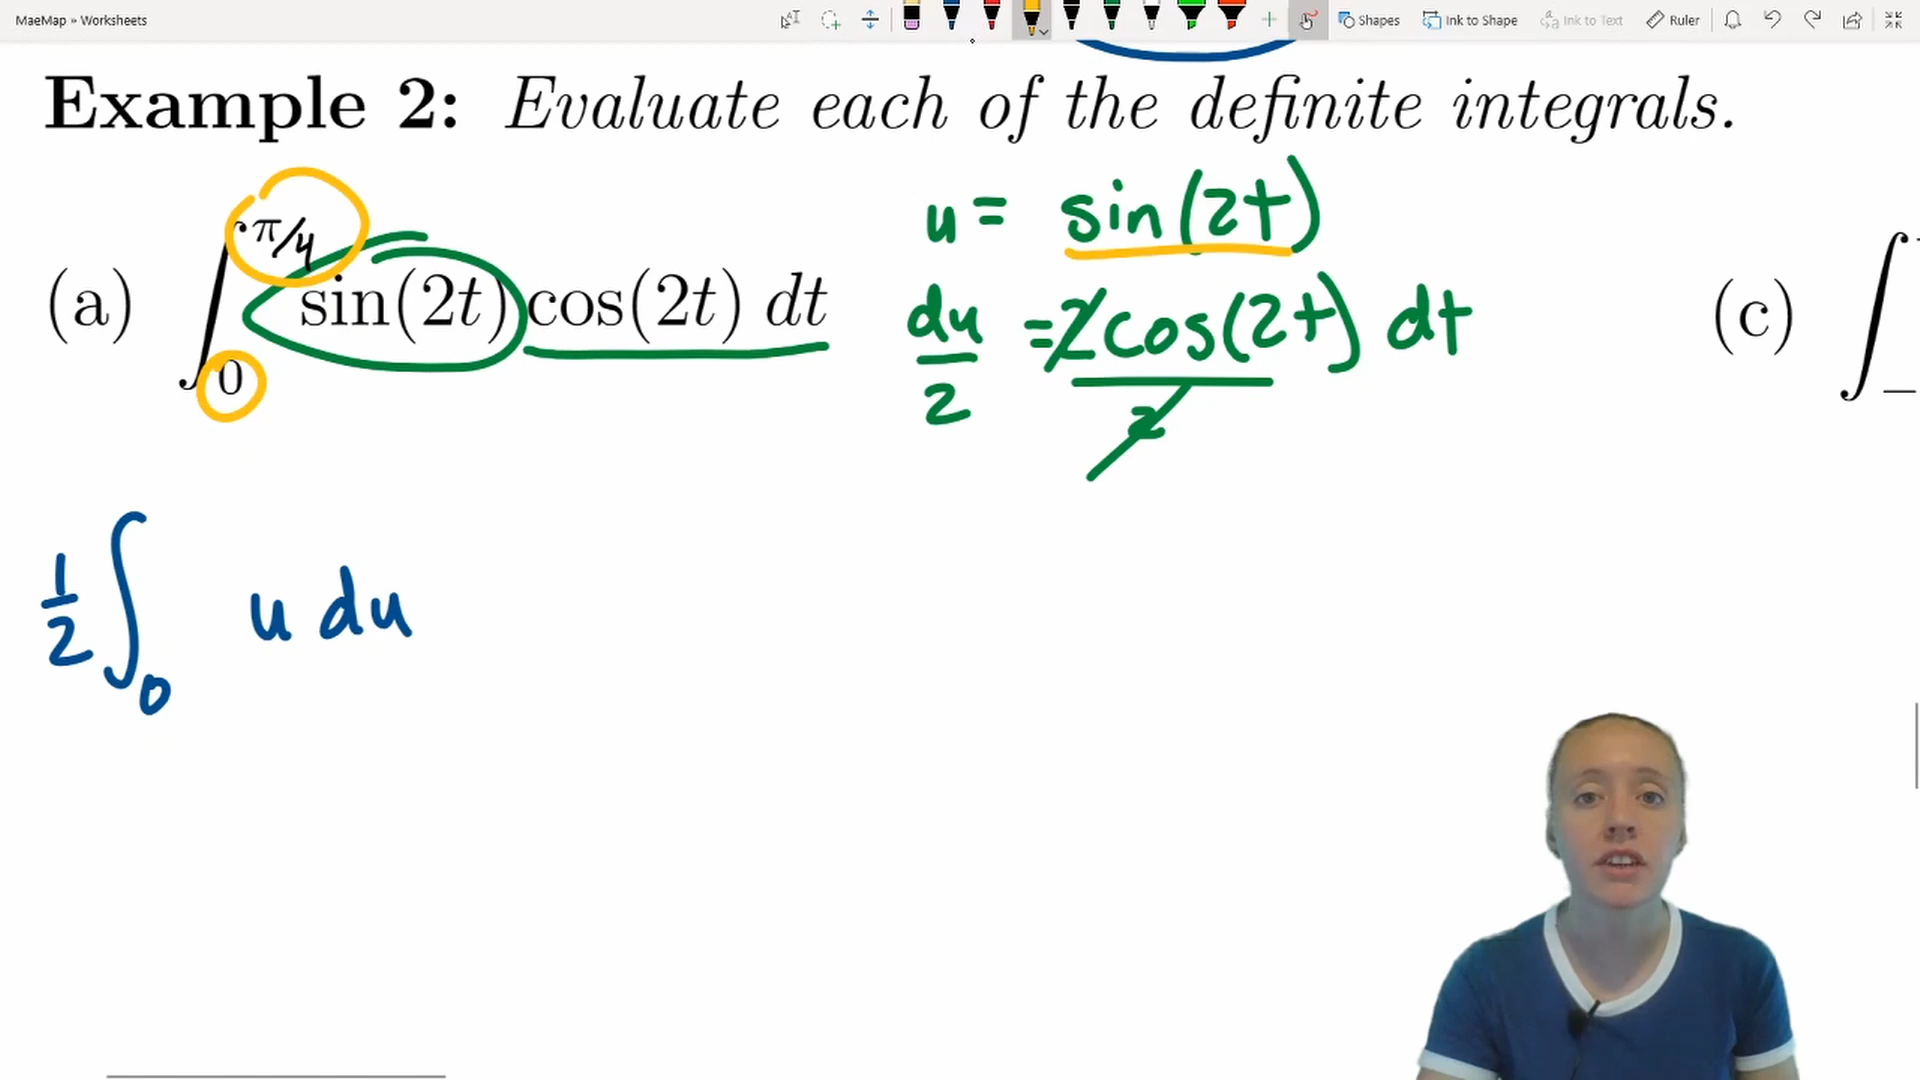 MaeMap » Worksheets
Shapes Ink to Shape Ink to Text Ruler
Example 2: Evaluate each of the definite integrals.
(a) ∫₀^{π/4} sin(2t) cos(2t) dt
u = sin(2t)
du/2 = 2cos(2t)/2 dt
(c) ∫
1/2 ∫₀ u du